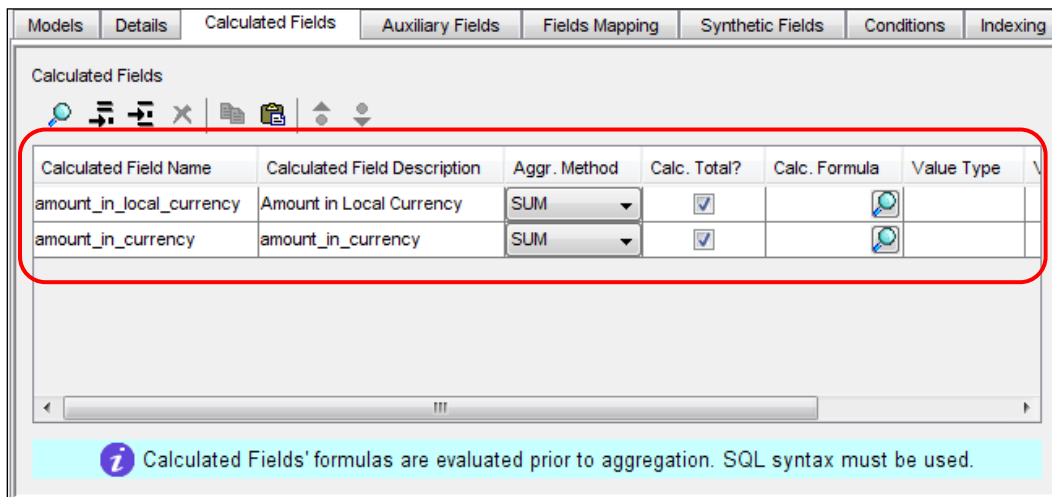 Models Details Calculated Fields Auxiliary Fields Fields Mapping Synthetic Fields Conditions Indexing
Calculated Fields
Calculated Field Name Calculated Field Description Aggr. Method Calc. Total? Calc. Formula Value Type
amount_in_local_currency Amount in Local Currency SUM
amount_in_currency amount_in_currency SUM
Calculated Fields' formulas are evaluated prior to aggregation. SQL syntax must be used.